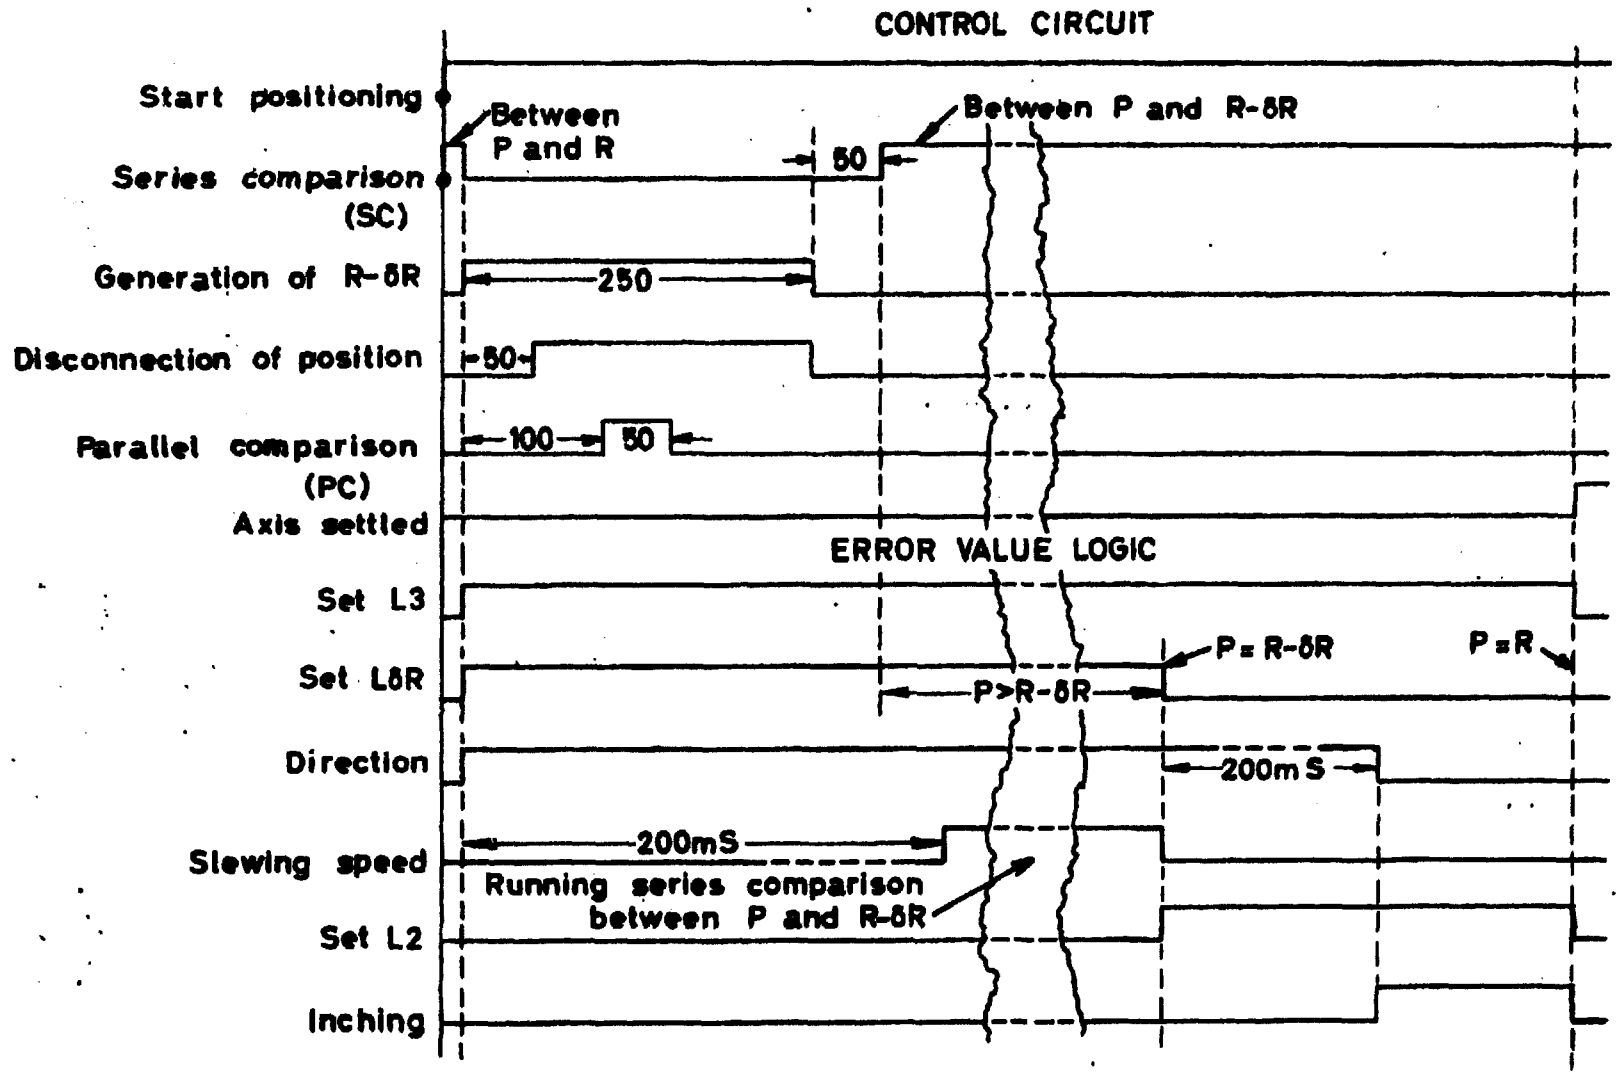 CONTROL CIRCUIT
Start positioning
Between
P and R
Between P and R-δR
50
Series comparison
(SC)
Generation of R-δR
250
Disconnection of position
50
Parallel comparison
(PC)
100
50
Axis settled
ERROR VALUE LOGIC
Set L3
Set LδR
P = R-δR
P = R
P>R-δR
Direction
200mS
Slewing speed
200mS
Running series comparison
between P and R-δR
Set L2
Inching